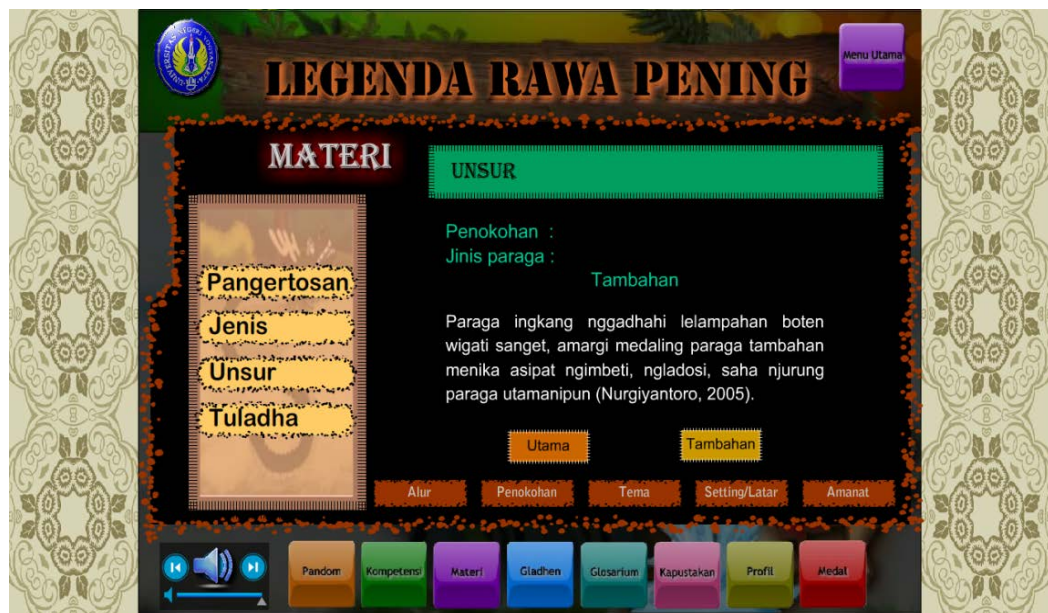 Menu Utama
LEGENDA RAWA PENING
MATERI
UNSUR
Pangertosan
Jenis
Unsur
Tuladha
Penokohan :
Jinis paraga :
Tambahan
Paraga ingkang nggadhahi lelampahan boten
wigati sanget, amargi medaling paraga tambahan
menika asipat ngimbeti, ngladosi, saha njurung
paraga utamanipun (Nurgiyantoro, 2005).
Utama
Tambahan
Alur
Penokohan
Tema
Setting/Latar
Amanat
Pandom
Kompetensi
Materi
Gladhen
Glosarium
Kapustakan
Profil
Medal